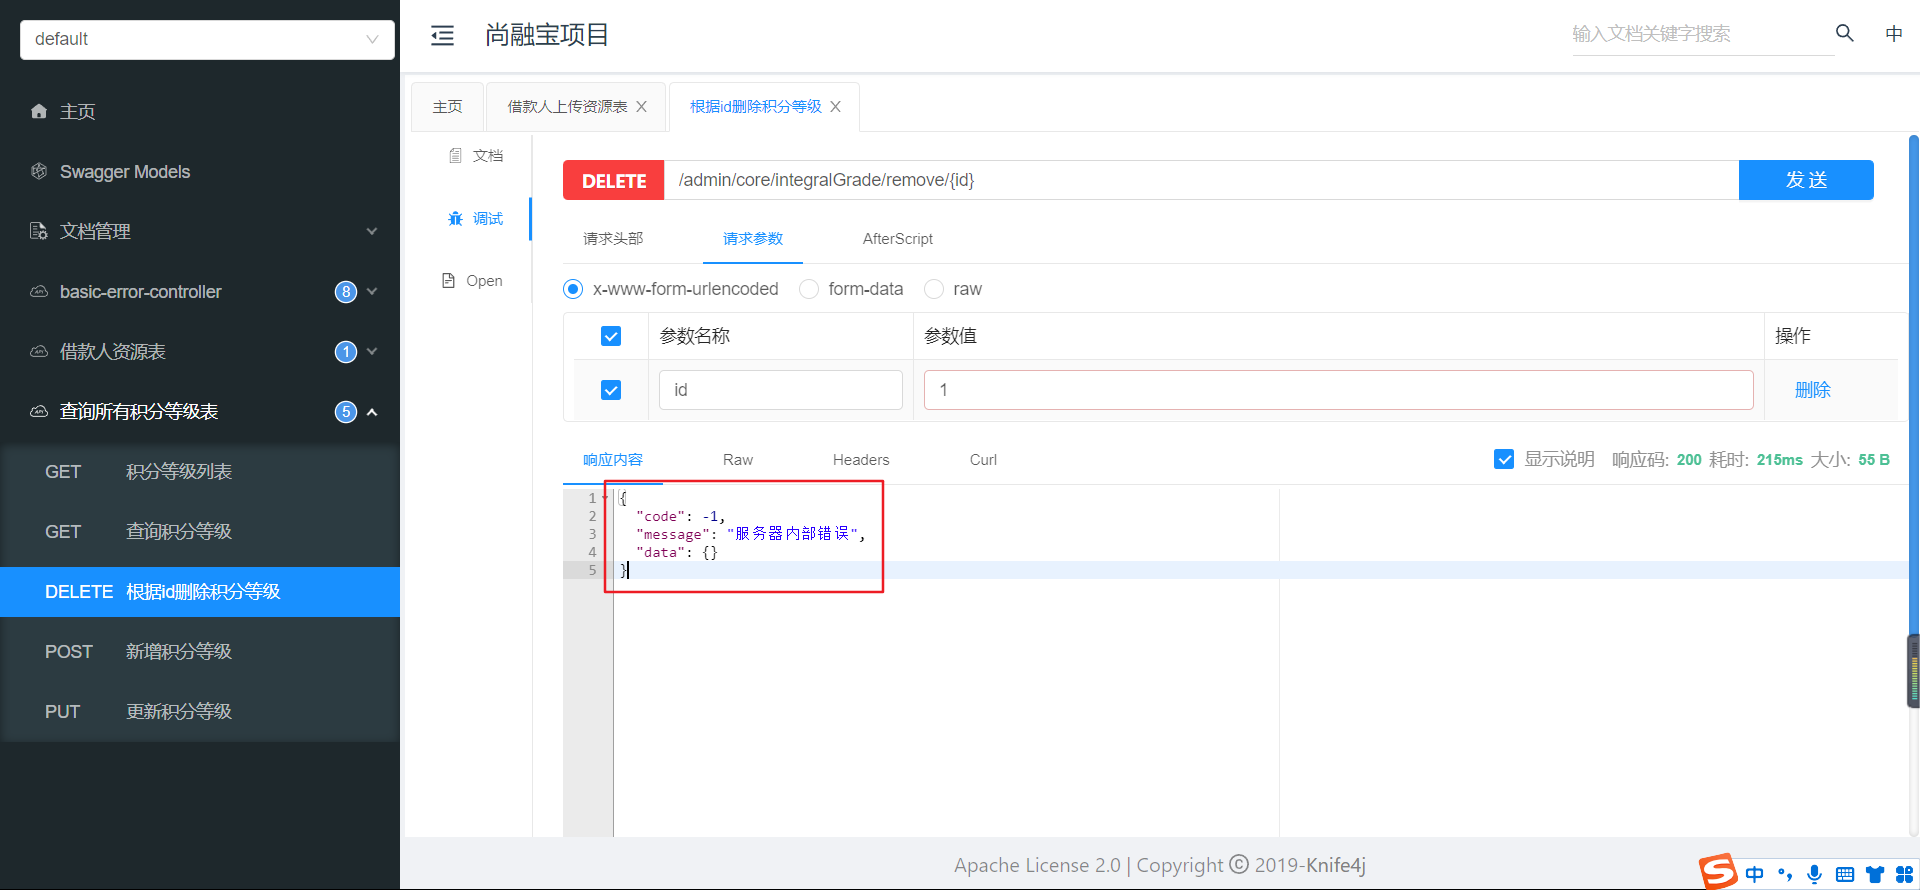 default
主页
Swagger Models
文档管理
basic-error-controller 8
借款人资源表 1
查询所有积分等级表 5
GET 积分等级列表
GET 查询积分等级
DELETE 根据id删除积分等级
POST 新增积分等级
PUT 更新积分等级
尚融宝项目
输入文档关键字搜索
中
主页
借款人上传资源表
根据id删除积分等级
文档
调试
Open
DELETE /admin/core/integralGrade/remove/{id} 发送
请求头部 请求参数 AfterScript
x-www-form-urlencoded form-data raw
参数名称 参数值 操作
id 1 删除
响应内容 Raw Headers Curl
显示说明 响应码: 200 耗时: 215ms 大小: 55 B
1 {
2 "code": -1,
3 "message": "服务器内部错误",
4 "data": {}
5 }
Apache License 2.0 | Copyright © 2019-Knife4j
S 中 °,